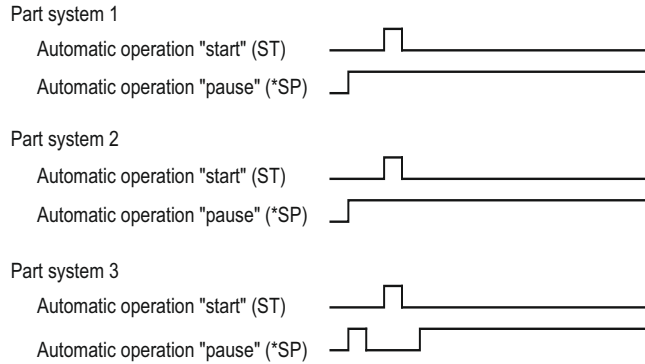 Part system 1
Automatic operation "start" (ST)
Automatic operation "pause" (*SP)
Part system 2
Automatic operation "start" (ST)
Automatic operation "pause" (*SP)
Part system 3
Automatic operation "start" (ST)
Automatic operation "pause" (*SP)